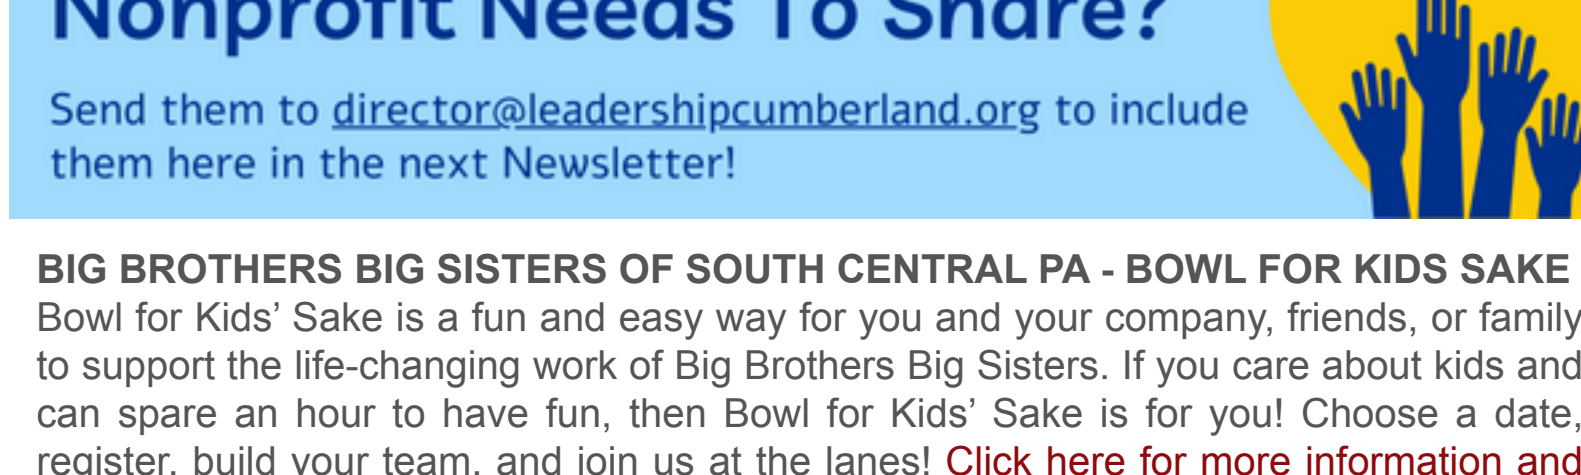 Nonprofit Needs To Share?
Send them to director@leadershipcumberland.org to include
them here in the next Newsletter!
BIG BROTHERS BIG SISTERS OF SOUTH CENTRAL PA - BOWL FOR KIDS SAKE
Bowl for Kids’ Sake is a fun and easy way for you and your company, friends, or family
to support the life-changing work of Big Brothers Big Sisters. If you care about kids and
can spare an hour to have fun, then Bowl for Kids’ Sake is for you! Choose a date,
register, build your team, and join us at the lanes! Click here for more information and